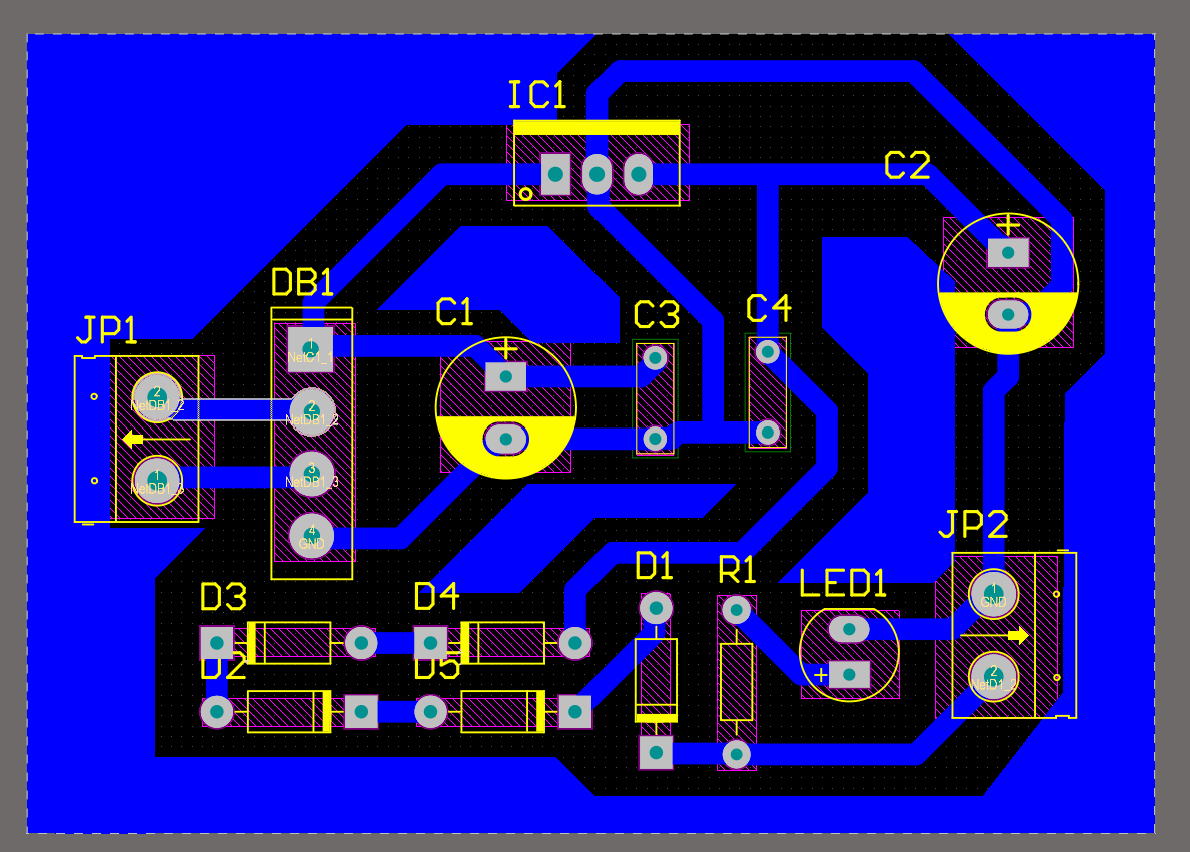 IC1
C2
DB1
C1
C3
C4
JP1
1
NetC1_1
2
NetDB1_2
2
NetDB1_2
3
NetDB1_3
1
NetDB1_3
4
GND
JP2
D1
R1
LED1
D3
D4
1
GND
D2
D5
2